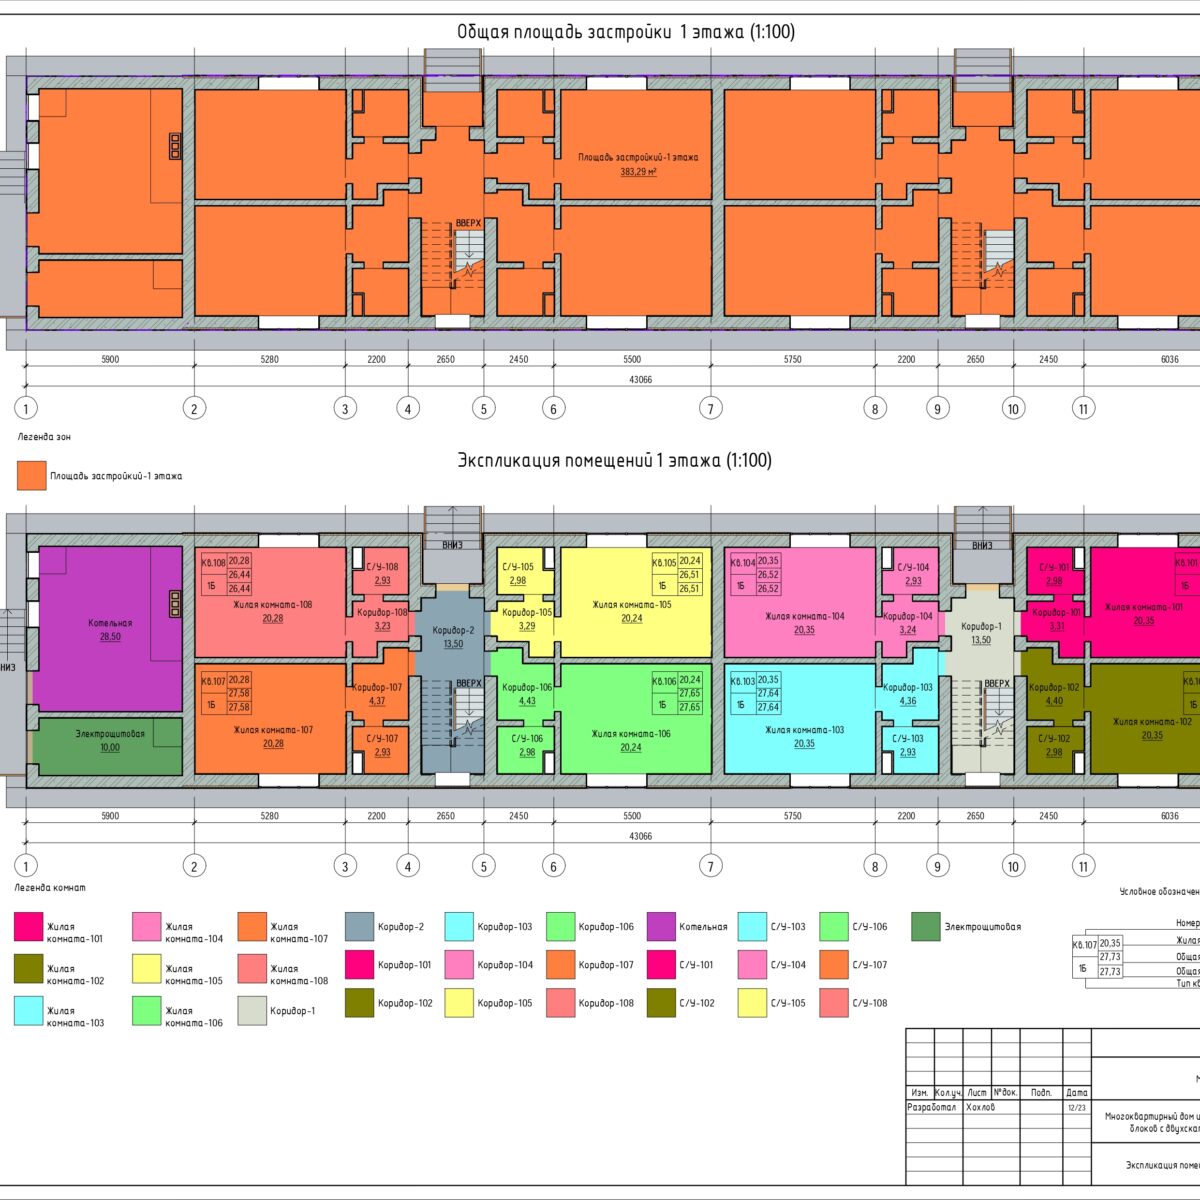 Общая площадь застройки 1 этажа (1:100)
Площадь застройкий-1 этажа
383,29 м²
ВВЕРХ
5900 5280 2200 2650 2450 5500 5750 2200 2650 2450 6036
43066
1 2 3 4 5 6 7 8 9 10 11
Легенда зон
Площадь застройкий-1 этажа
Экспликация помещений 1 этажа (1:100)
ВНИЗ ВНИЗ
Кв.108 20,28
26,44
1Б 26,44
С/У-108
2,93
С/У-105
2,98
Кв.105 20,24
26,51
1Б 26,51
Кв.104 20,35
26,52
1Б 26,52
С/У-104
2,93
С/У-101
2,98
Кв.101
1Б
Котельная
28,50
Жилая комната-108
20,28
Коридор-108
3,23
Коридор-2
13,50
Коридор-105
3,29
Жилая комната-105
20,24
Жилая комната-104
20,35
Коридор-104
3,24
Коридор-1
13,50
Коридор-101
3,31
Жилая комната-101
20,35
ВНИЗ
Кв.107 20,28
27,58
1Б 27,58
Коридор-107
4,37
ВВЕРХ
Коридор-106
4,43
Кв.106 20,24
27,65
1Б 27,65
Кв.103 20,35
27,64
1Б 27,64
Коридор-103
4,36
ВВЕРХ
Коридор-102
4,40
1Б
Электрощитовая
10,00
Жилая комната-107
20,28
С/У-107
2,93
С/У-106
2,98
Жилая комната-106
20,24
Жилая комната-103
20,35
С/У-103
2,93
С/У-102
2,98
Жилая комната-102
20,35
5900 5280 2200 2650 2450 5500 5750 2200 2650 2450 6036
43066
1 2 3 4 5 6 7 8 9 10 11
Легенда комнат
Жилая комната-101
Жилая комната-104
Жилая комната-107
Коридор-2
Коридор-103
Коридор-106
Котельная
С/У-103
С/У-106
Электрощитовая
Жилая комната-102
Жилая комната-105
Жилая комната-108
Коридор-101
Коридор-104
Коридор-107
С/У-101
С/У-104
С/У-107
Жилая комната-103
Жилая комната-106
Коридор-1
Коридор-102
Коридор-105
Коридор-108
С/У-102
С/У-105
С/У-108
Условное обозначен
Номер
Кв.107 20,35 Жилая
27,73 Общая
1Б 27,73 Общая
Тип кв
Изм. Кол.уч. Лист №док. Подп. Дата
Разработал Хохлов 12/23
Многоквартирный дом и
блоков с двухскат
Экспликация поме